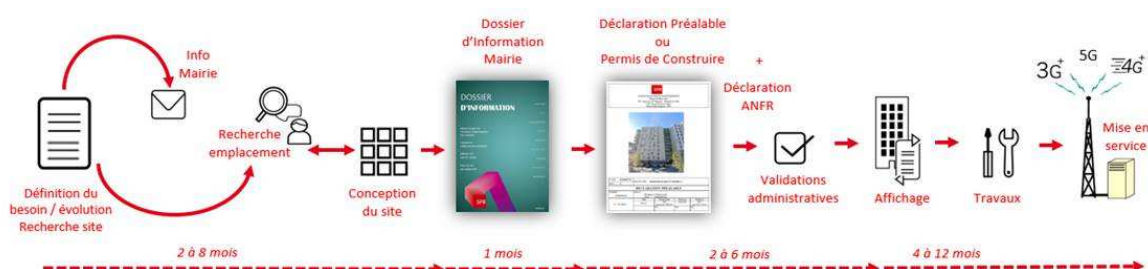 Définition du
besoin / évolution
Recherche site
Info
Mairie
Recherche
emplacement
Conception
du site
Dossier
d'Information
Mairie
DOSSIER
D'INFORMATION
SFR
Déclaration Préalable
ou
Permis de Construire
SFR
DECLARATION PREALABLE
+
Déclaration
ANFR
Validations
administratives
Affichage
Travaux
3G+
5G
4G+
Mise en
service
2 à 8 mois
1 mois
2 à 6 mois
4 à 12 mois